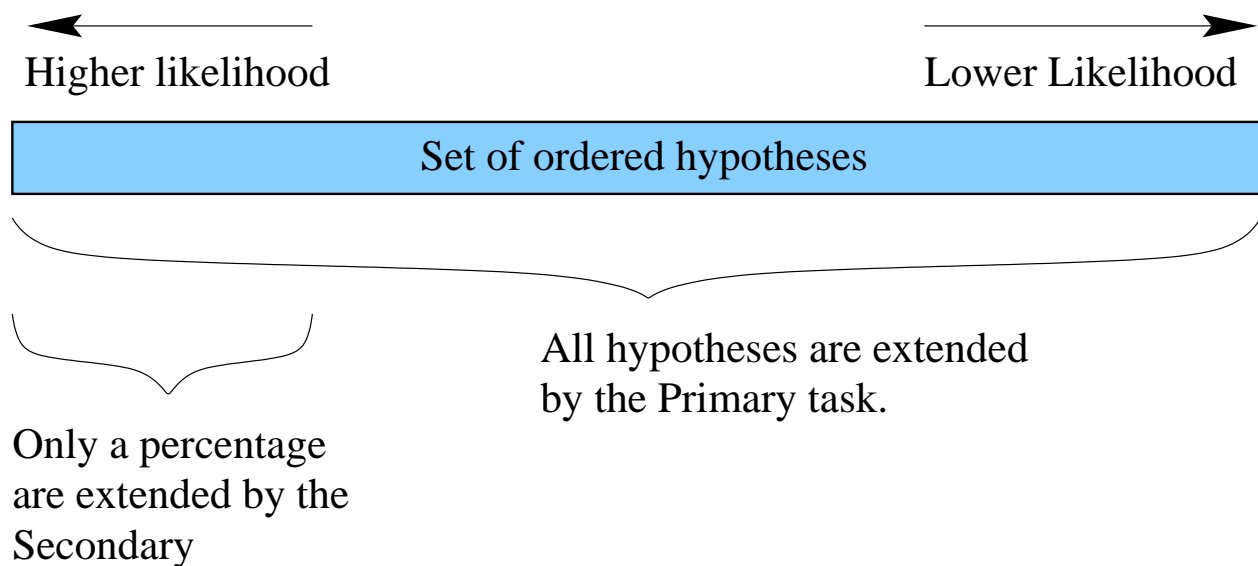 Higher likelihood
Lower Likelihood
Set of ordered hypotheses
All hypotheses are extended
by the Primary task.
Only a percentage
are extended by the
Secondary